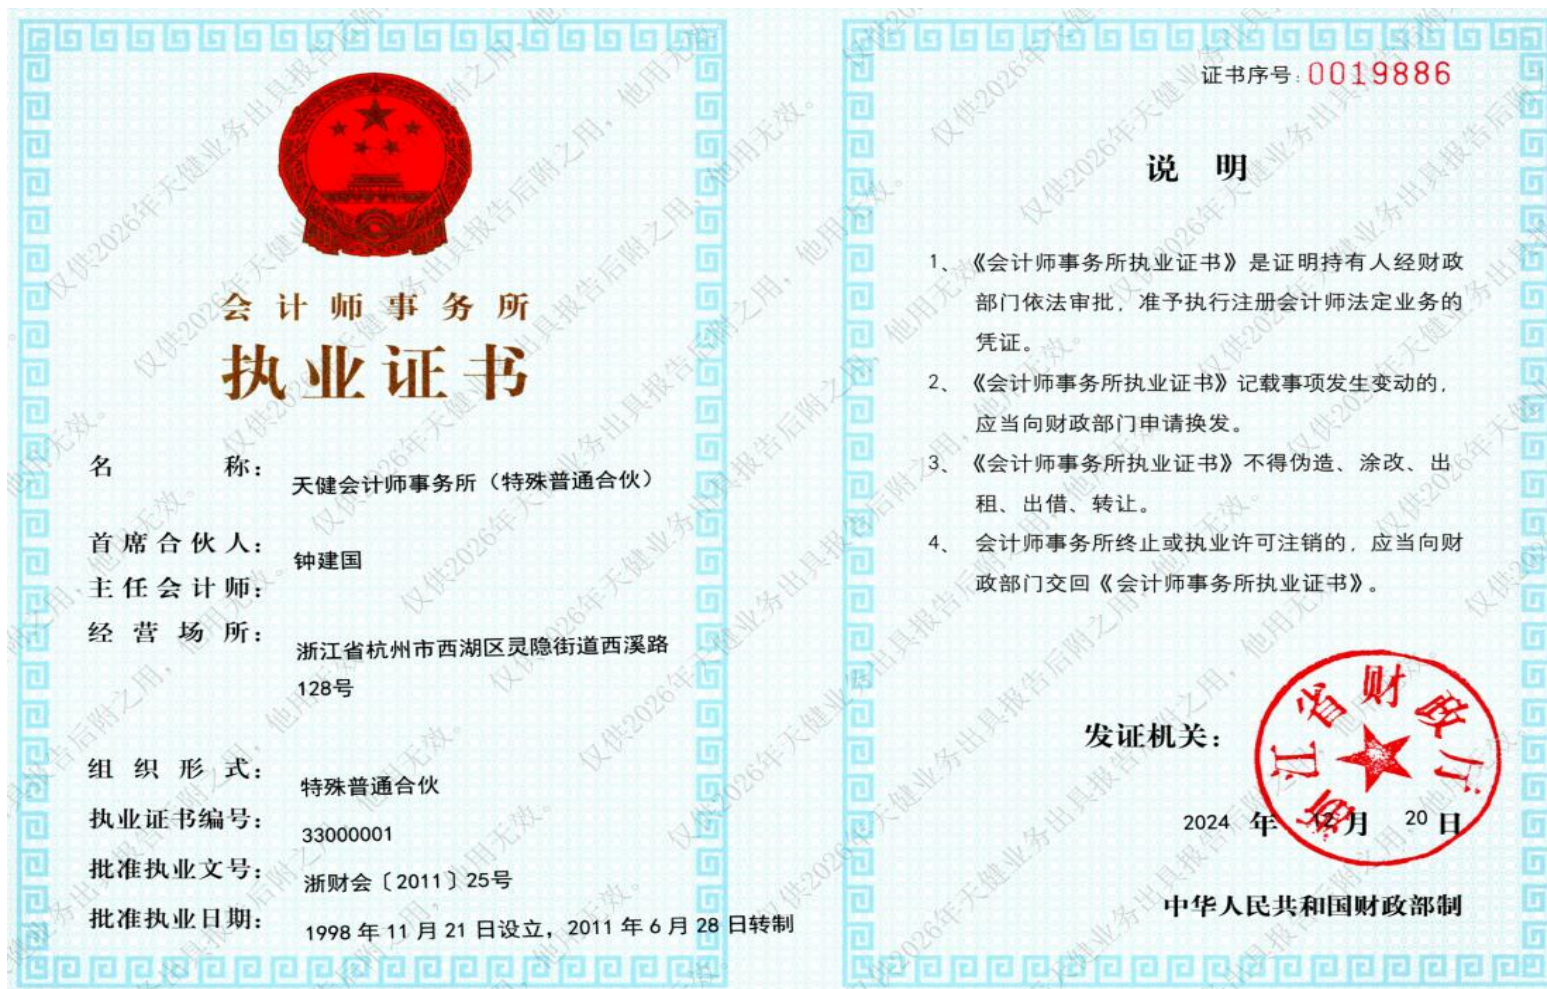 会计师事务所
执业证书
名称：
天健会计师事务所（特殊普通合伙）
首席合伙人：
钟建国
主任会计师：
经营场所：
浙江省杭州市西湖区灵隐街道西溪路
128号
组织形式：
特殊普通合伙
执业证书编号：
33000001
批准执业文号：
浙财会〔2011〕25号
批准执业日期：
1998 年 11 月 21 日设立，2011 年 6 月 28 日转制
证书序号：0019886
说 明
1、《会计师事务所执业证书》是证明持有人经财政
部门依法审批，准予执行注册会计师法定业务的
凭证。
2、《会计师事务所执业证书》记载事项发生变动的，
应当向财政部门申请换发。
3、《会计师事务所执业证书》不得伪造、涂改、出
租、出借、转让。
4、 会计师事务所终止或执业许可注销的，应当向财
政部门交回《会计师事务所执业证书》。
发证机关：
浙江省财政厅
2024 年 12 月 20 日
中华人民共和国财政部制
仅供2026年天健业务出具报告后附之用，他用无效。